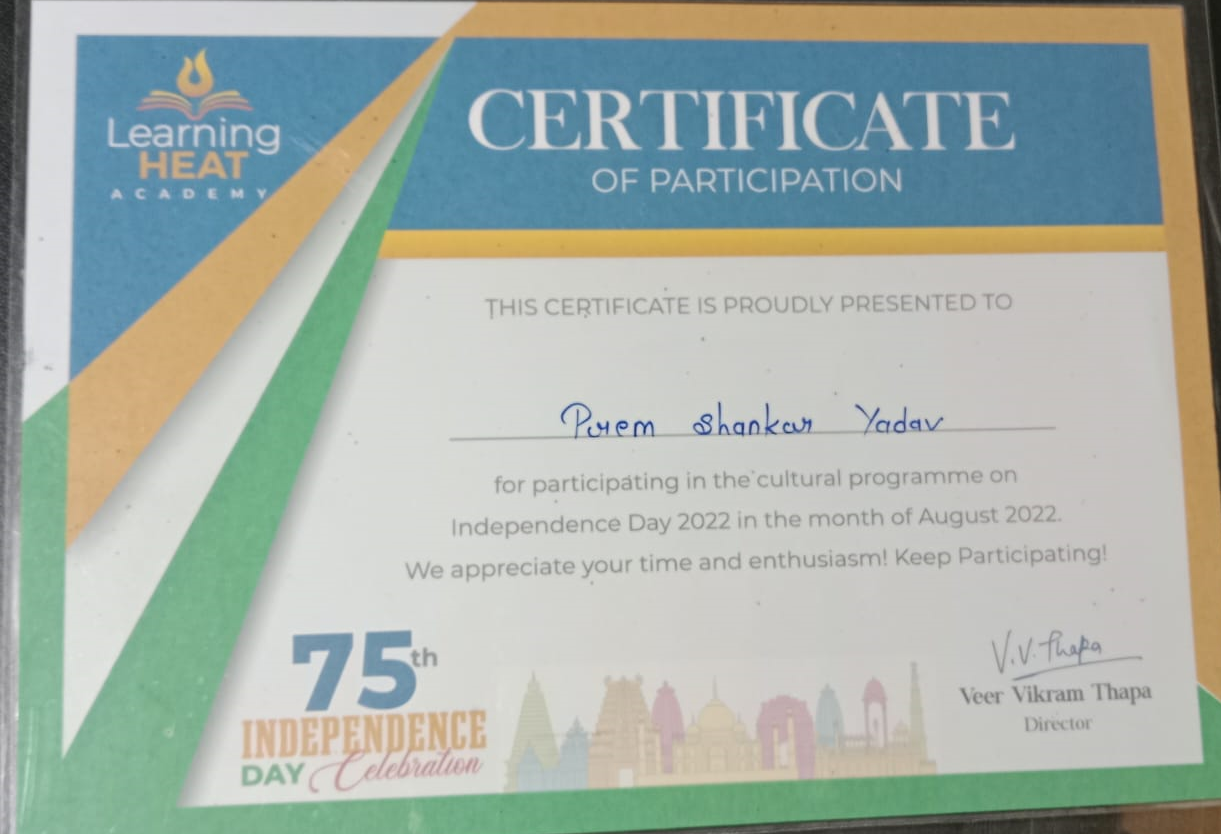 Learning
HEAT
ACADEMY
CERTIFICATE
OF PARTICIPATION
THIS CERTIFICATE IS PROUDLY PRESENTED TO
Prem Shankar Yadav
for participating in the cultural programme on
Independence Day 2022 in the month of August 2022.
We appreciate your time and enthusiasm! Keep Participating!
75th
INDEPENDENCE
DAY Celebration
V.V. Thapa
Veer Vikram Thapa
Director